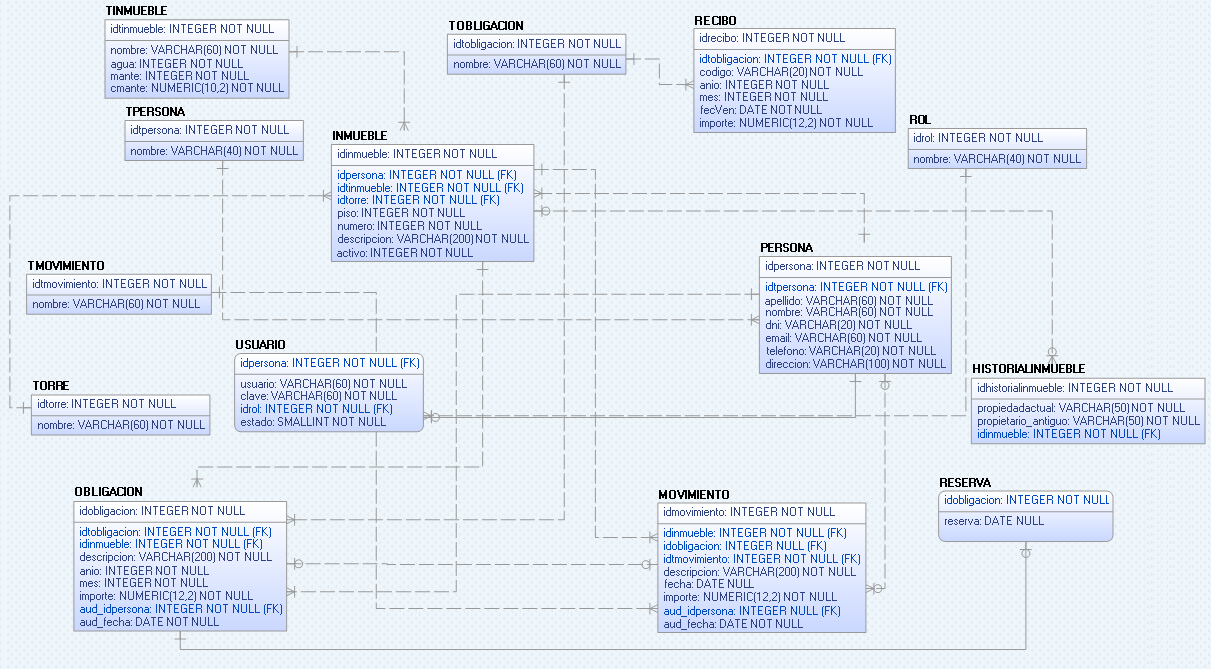 TINMUEBLE
idtinmueble: INTEGER NOT NULL
nombre: VARCHAR(60) NOT NULL
agua: INTEGER NOT NULL
mante: INTEGER NOT NULL
cmante: NUMERIC(10,2) NOT NULL
TOBLIGACION
idtobligacion: INTEGER NOT NULL
nombre: VARCHAR(60) NOT NULL
RECIBO
idrecibo: INTEGER NOT NULL
idtobligacion: INTEGER NOT NULL (FK)
codigo: VARCHAR(20) NOT NULL
anio: INTEGER NOT NULL
mes: INTEGER NOT NULL
fecVen: DATE NOT NULL
importe: NUMERIC(12,2) NOT NULL
TPERSONA
idtpersona: INTEGER NOT NULL
nombre: VARCHAR(40) NOT NULL
INMUEBLE
idinmueble: INTEGER NOT NULL
idpersona: INTEGER NOT NULL (FK)
idtinmueble: INTEGER NOT NULL (FK)
idtorre: INTEGER NOT NULL (FK)
piso: INTEGER NOT NULL
numero: INTEGER NOT NULL
descripcion: VARCHAR(200) NOT NULL
activo: INTEGER NOT NULL
ROL
idrol: INTEGER NOT NULL
nombre: VARCHAR(40) NOT NULL
TMOVIMIENTO
idtmovimiento: INTEGER NOT NULL
nombre: VARCHAR(60) NOT NULL
PERSONA
idpersona: INTEGER NOT NULL
idtpersona: INTEGER NOT NULL (FK)
apellido: VARCHAR(60) NOT NULL
nombre: VARCHAR(60) NOT NULL
dni: VARCHAR(20) NOT NULL
email: VARCHAR(60) NOT NULL
telefono: VARCHAR(20) NOT NULL
direccion: VARCHAR(100) NOT NULL
USUARIO
idpersona: INTEGER NOT NULL (FK)
usuario: VARCHAR(60) NOT NULL
clave: VARCHAR(60) NOT NULL
idrol: INTEGER NOT NULL (FK)
estado: SMALLINT NOT NULL
TORRE
idtorre: INTEGER NOT NULL
nombre: VARCHAR(60) NOT NULL
HISTORIALINMUEBLE
idhistorialinmueble: INTEGER NOT NULL
propiedadactual: VARCHAR(50) NOT NULL
propietario_antiguo: VARCHAR(50) NOT NULL
idinmueble: INTEGER NOT NULL (FK)
OBLIGACION
idobligacion: INTEGER NOT NULL
idtobligacion: INTEGER NOT NULL (FK)
idinmueble: INTEGER NOT NULL (FK)
descripcion: VARCHAR(200) NOT NULL
anio: INTEGER NOT NULL
mes: INTEGER NOT NULL
importe: NUMERIC(12,2) NOT NULL
aud_idpersona: INTEGER NOT NULL (FK)
aud_fecha: DATE NOT NULL
MOVIMIENTO
idmovimiento: INTEGER NOT NULL
idinmueble: INTEGER NOT NULL (FK)
idobligacion: INTEGER NULL (FK)
idtmovimiento: INTEGER NOT NULL (FK)
descripcion: VARCHAR(200) NOT NULL
fecha: DATE NULL
importe: NUMERIC(12,2) NOT NULL
aud_idpersona: INTEGER NULL (FK)
aud_fecha: DATE NOT NULL
RESERVA
idobligacion: INTEGER NOT NULL
reserva: DATE NULL